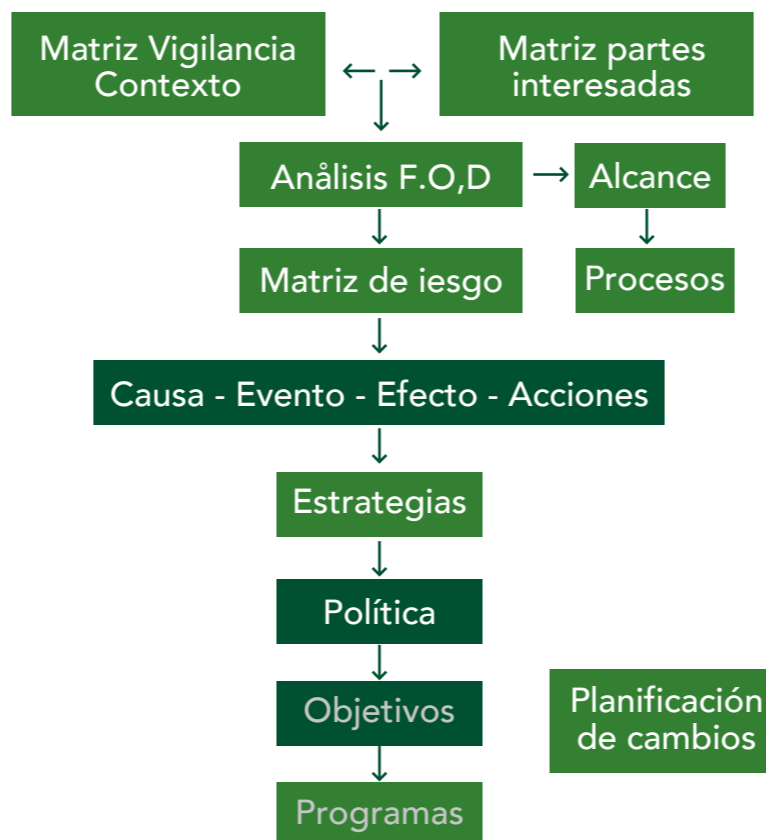 Matriz Vigilancia
Contexto
Matriz partes
interesadas
Anålisis F.O,D
Alcance
Matriz de iesgo
Procesos
Causa - Evento - Efecto - Acciones
Estrategias
Política
Objetivos
Planificación
de cambios
Programas